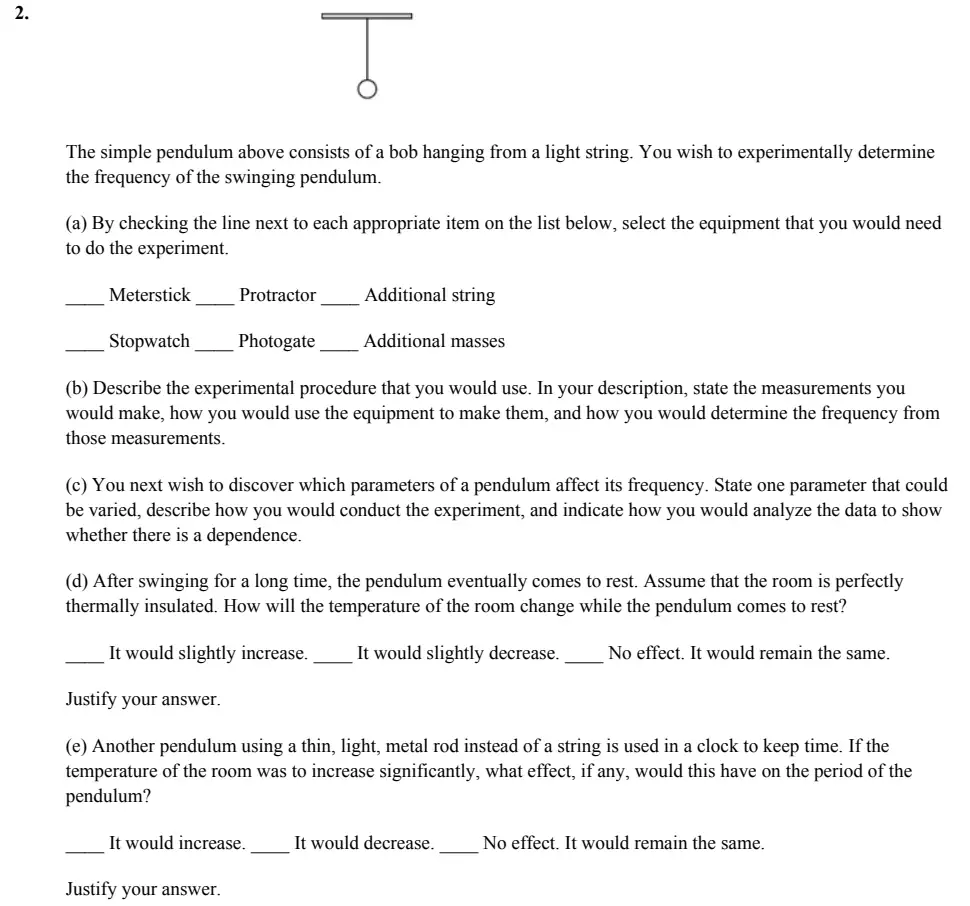 2.
The simple pendulum above consists of a bob hanging from a light string. You wish to experimentally determine
the frequency of the swinging pendulum.
(a) By checking the line next to each appropriate item on the list below, select the equipment that you would need
to do the experiment.
____ Meterstick ____ Protractor ____ Additional string
____ Stopwatch ____ Photogate ____ Additional masses
(b) Describe the experimental procedure that you would use. In your description, state the measurements you
would make, how you would use the equipment to make them, and how you would determine the frequency from
those measurements.
(c) You next wish to discover which parameters of a pendulum affect its frequency. State one parameter that could
be varied, describe how you would conduct the experiment, and indicate how you would analyze the data to show
whether there is a dependence.
(d) After swinging for a long time, the pendulum eventually comes to rest. Assume that the room is perfectly
thermally insulated. How will the temperature of the room change while the pendulum comes to rest?
____ It would slightly increase. ____ It would slightly decrease. ____ No effect. It would remain the same.
Justify your answer.
(e) Another pendulum using a thin, light, metal rod instead of a string is used in a clock to keep time. If the
temperature of the room was to increase significantly, what effect, if any, would this have on the period of the
pendulum?
____ It would increase. ____ It would decrease. ____ No effect. It would remain the same.
Justify your answer.